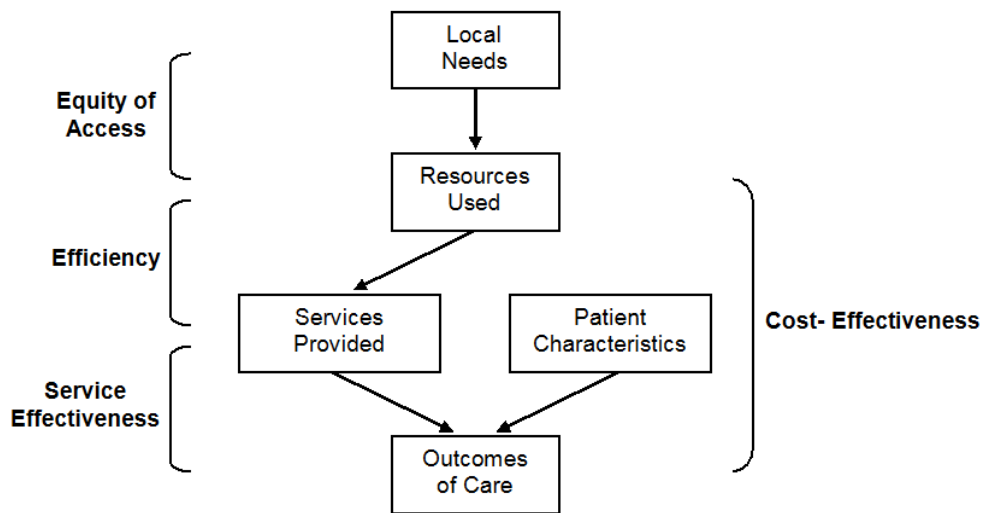 Local
Needs
Equity of
Access
Resources
Used
Efficiency
Services
Provided
Patient
Characteristics
Cost- Effectiveness
Service
Effectiveness
Outcomes
of Care